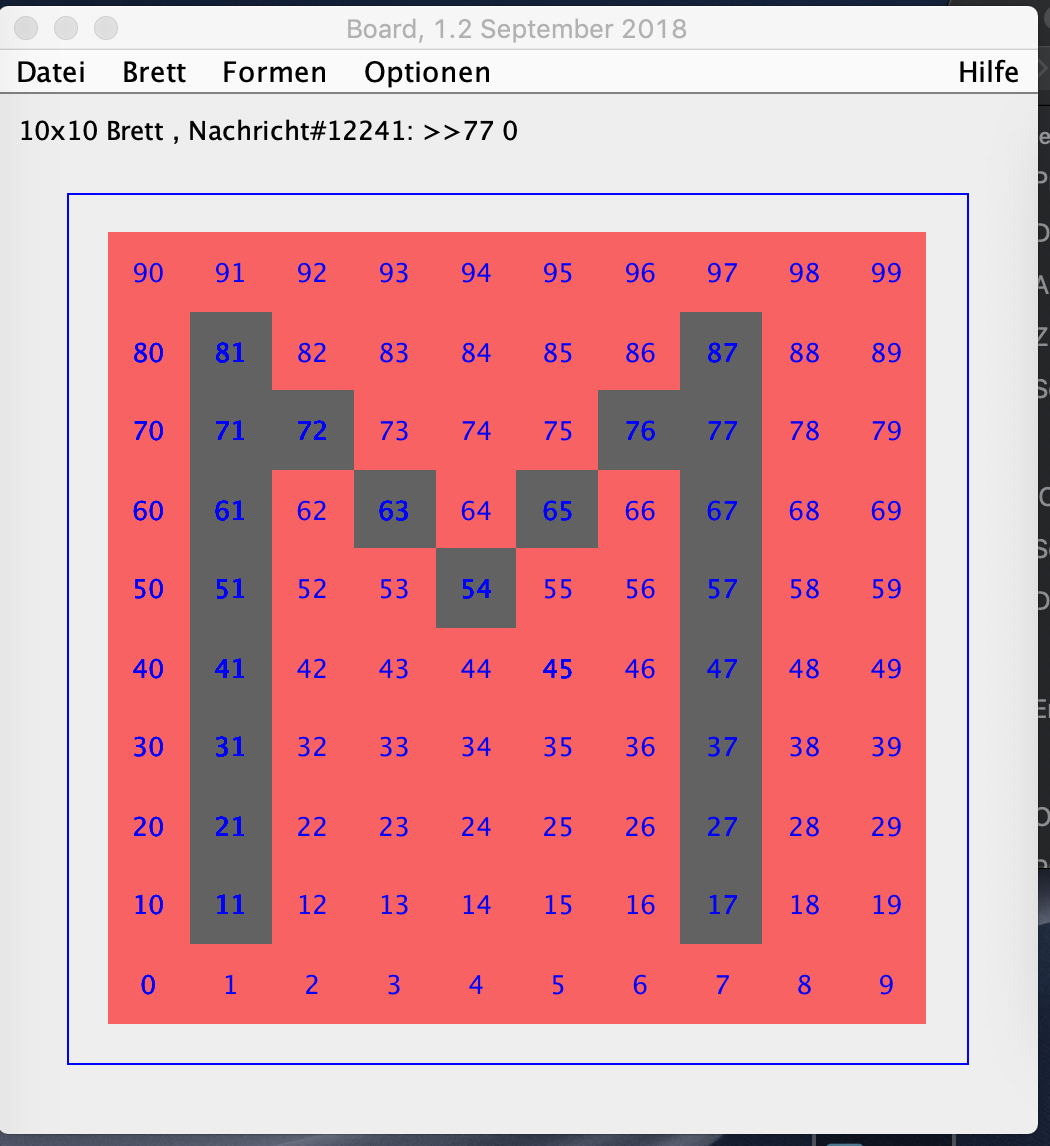 Board, 1.2 September 2018
Datei Brett Formen Optionen Hilfe
10x10 Brett , Nachricht#12241: >>77 0
90 91 92 93 94 95 96 97 98 99
80 81 82 83 84 85 86 87 88 89
70 71 72 73 74 75 76 77 78 79
60 61 62 63 64 65 66 67 68 69
50 51 52 53 54 55 56 57 58 59
40 41 42 43 44 45 46 47 48 49
30 31 32 33 34 35 36 37 38 39
20 21 22 23 24 25 26 27 28 29
10 11 12 13 14 15 16 17 18 19
0 1 2 3 4 5 6 7 8 9